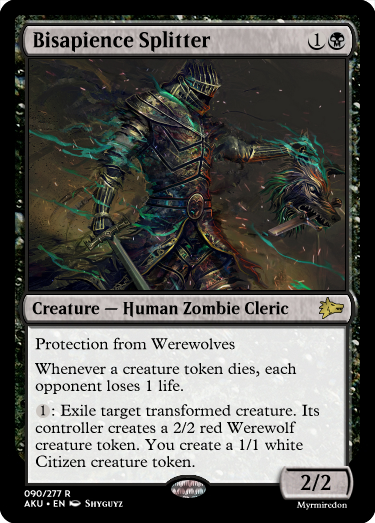 Bisapience Splitter 1
Creature — Human Zombie Cleric
Protection from Werewolves
Whenever a creature token dies, each
opponent loses 1 life.
1: Exile target transformed creature. Its
controller creates a 2/2 red Werewolf
creature token. You create a 1/1 white
Citizen creature token.
2/2
090/277 R
AKU • EN Shyguyz
Myrmiredon